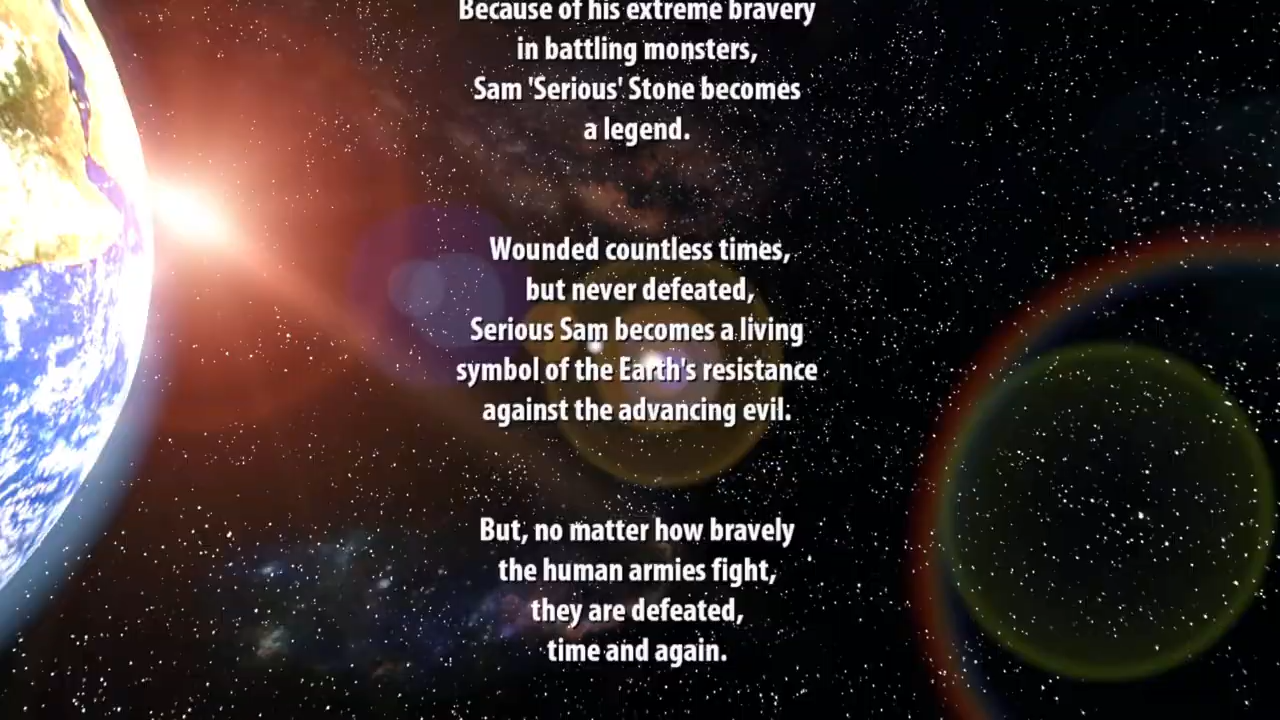 Because of his extreme bravery
in battling monsters,
Sam 'Serious' Stone becomes
a legend.
Wounded countless times,
but never defeated,
Serious Sam becomes a living
symbol of the Earth's resistance
against the advancing evil.
But, no matter how bravely
the human armies fight,
they are defeated,
time and again.